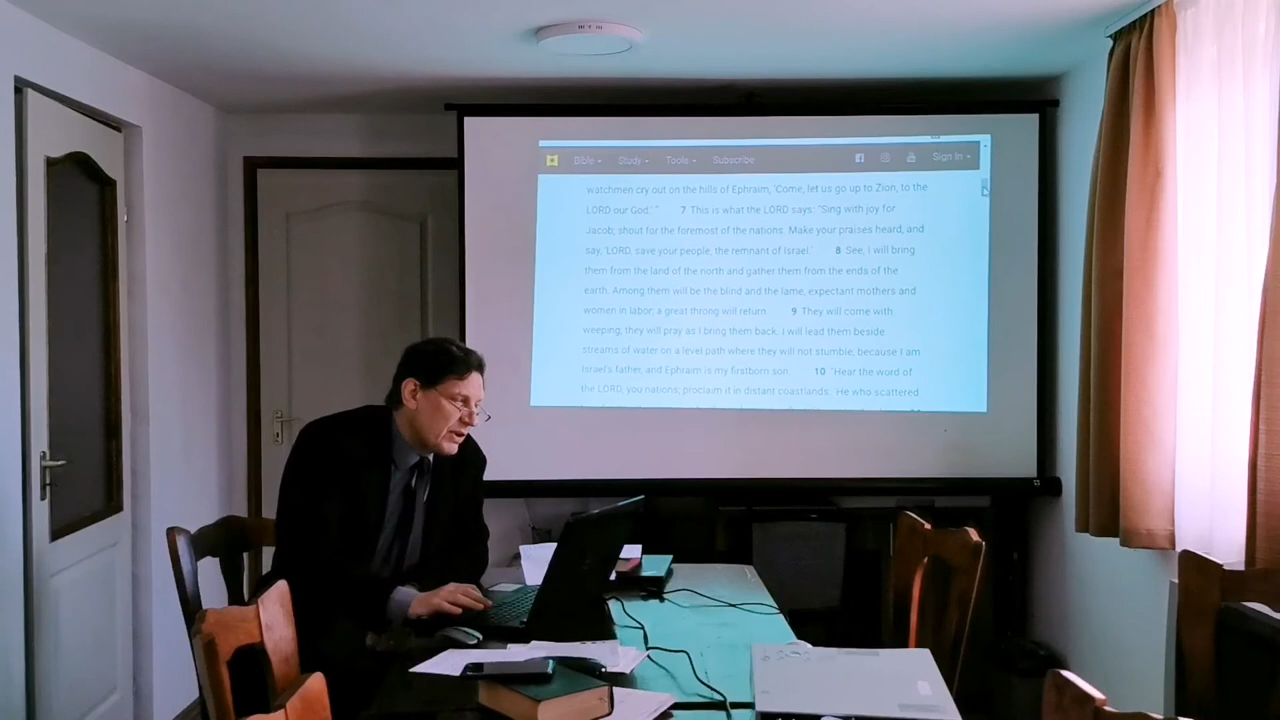 Bible Study Tools Subscribe Sign In
watchmen cry out on the hills of Ephraim, 'Come, let us go up to Zion, to the
LORD our God.' " 7 This is what the LORD says: "Sing with joy for
Jacob; shout for the foremost of the nations. Make your praises heard, and
say, 'LORD, save your people, the remnant of Israel.' 8 See, I will bring
them from the land of the north and gather them from the ends of the
earth. Among them will be the blind and the lame, expectant mothers and
women in labor; a great throng will return. 9 They will come with
weeping; they will pray as I bring them back. I will lead them beside
streams of water on a level path where they will not stumble, because I am
Israel's father, and Ephraim is my firstborn son. 10 "Hear the word of
the LORD, you nations; proclaim it in distant coastlands: 'He who scattered